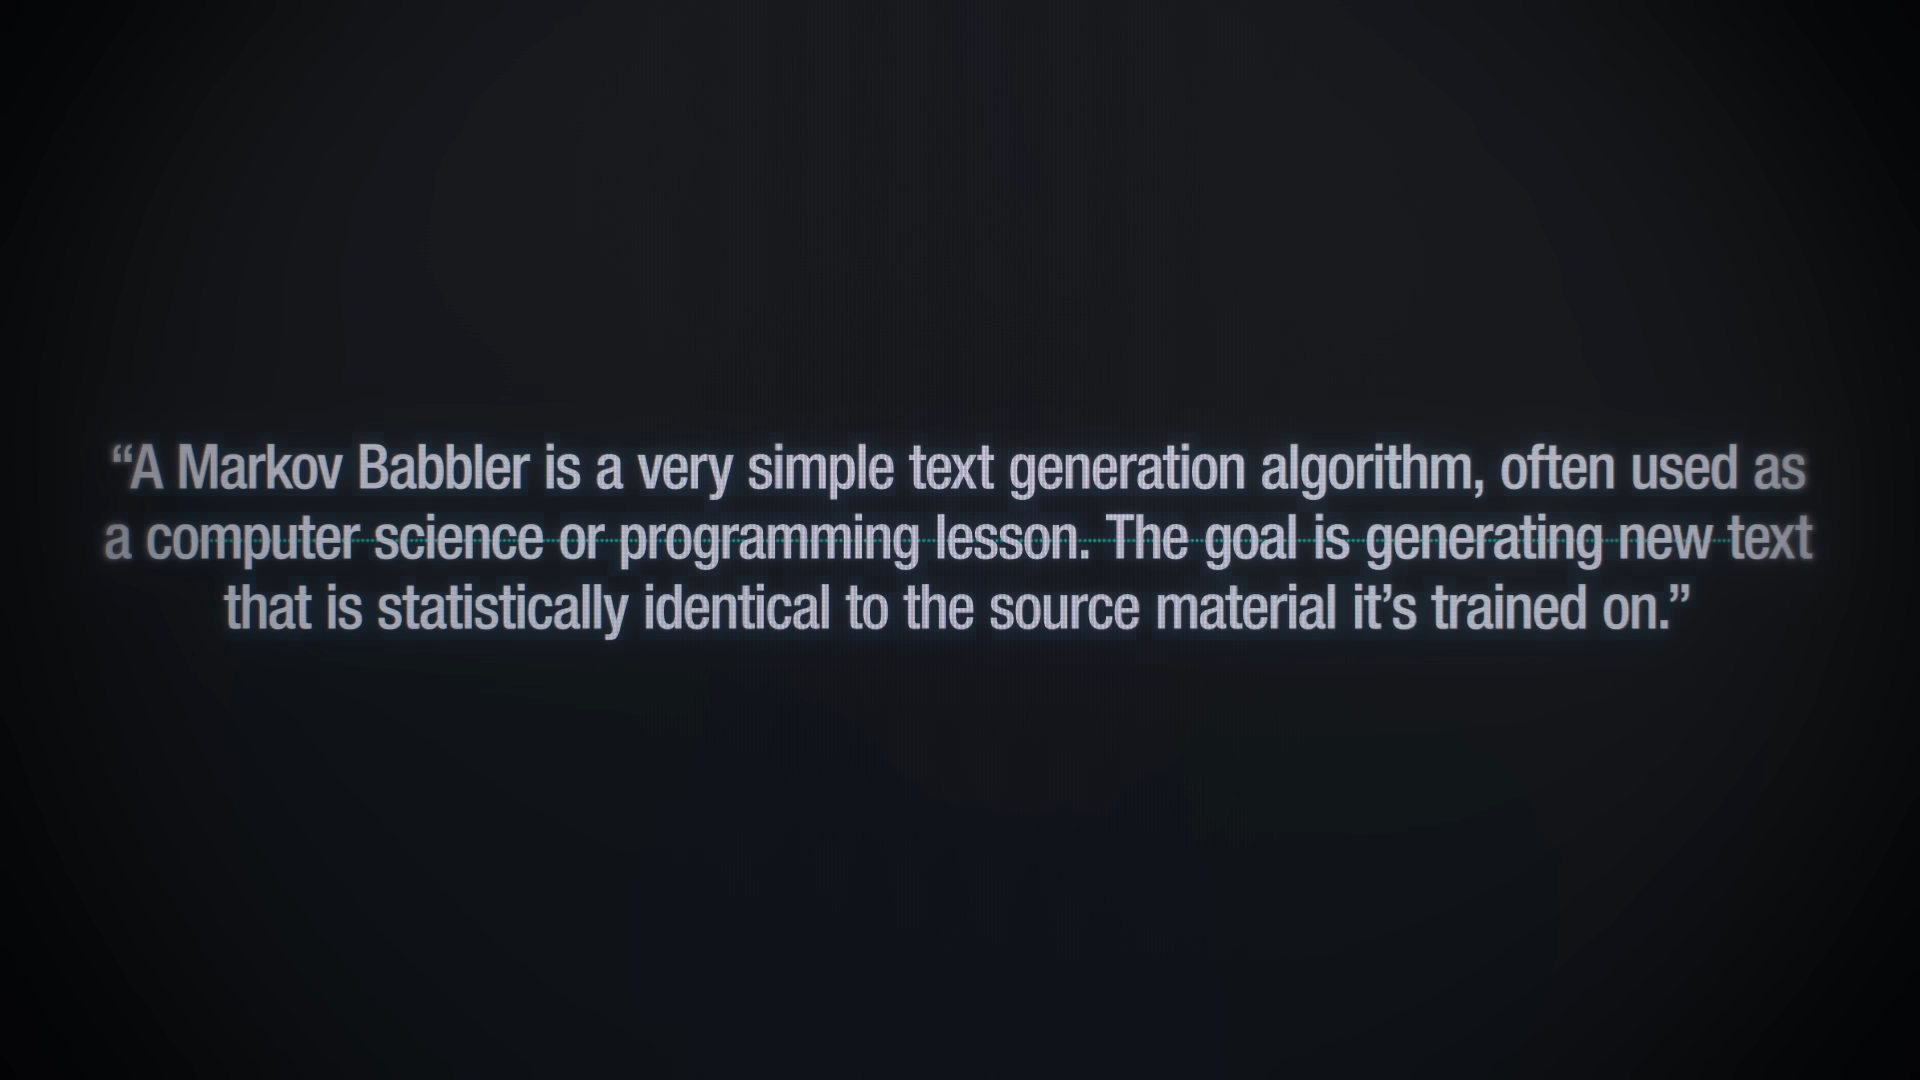 “A Markov Babbler is a very simple text generation algorithm, often used as
a computer science or programming lesson. The goal is generating new text
that is statistically identical to the source material it’s trained on.”